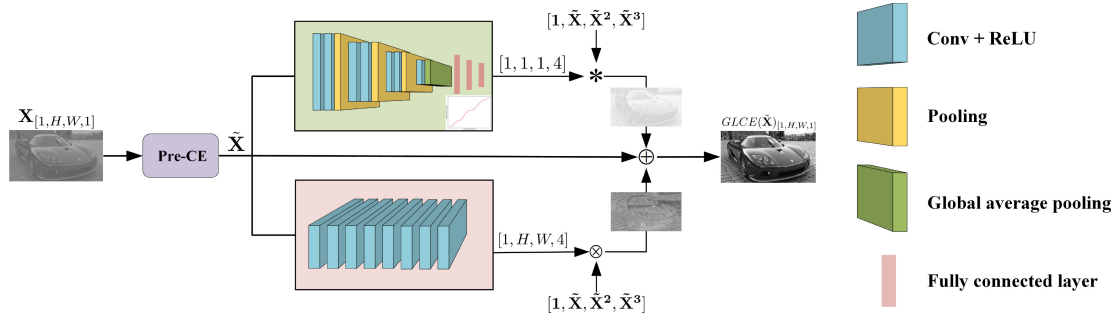 [1, X̃, X̃², X̃³]
Conv + ReLU
[1, 1, 1, 4]
*
X[1,H,W,1]
Pooling
GLCE(X̃)[1,H,W,1]
Pre-CE
X̃
⊕
Global average pooling
[1, H, W, 4]
⊗
Fully connected layer
[1, X̃, X̃², X̃³]